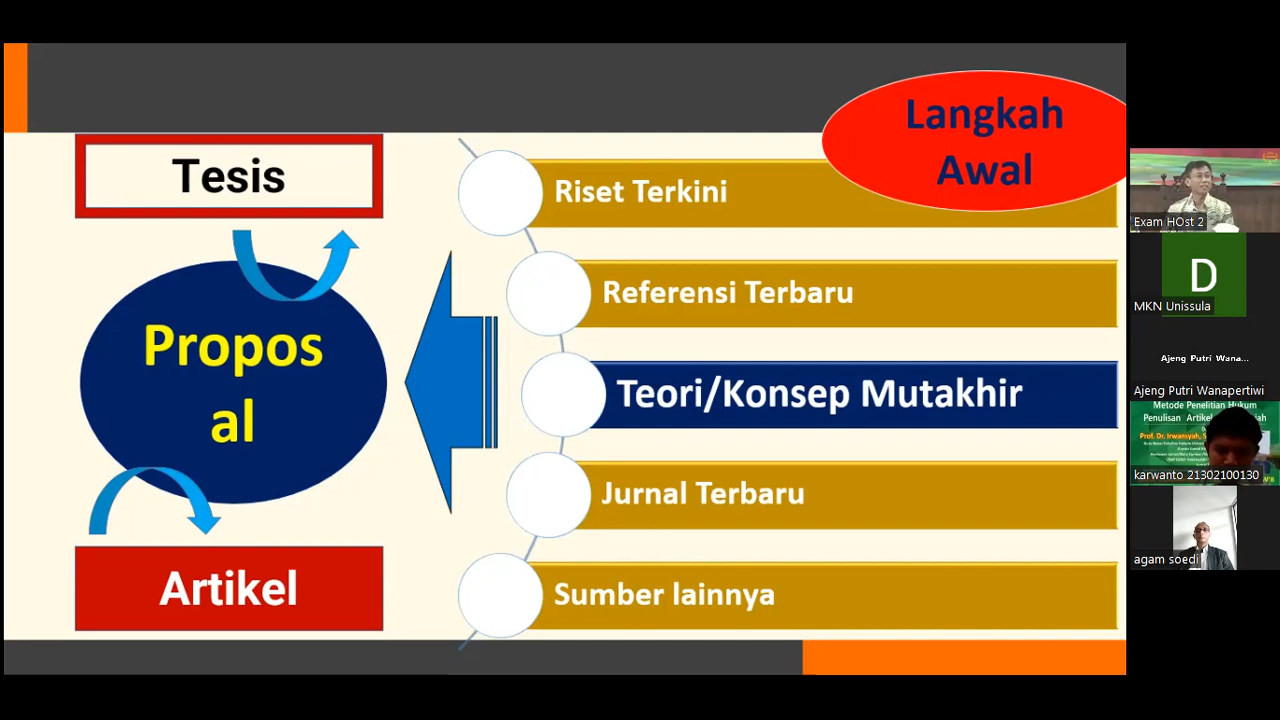 Langkah
Awal
Tesis
Propos
al
Artikel
Riset Terkini
Referensi Terbaru
Teori/Konsep Mutakhir
Jurnal Terbaru
Sumber lainnya
Exam HOst 2
D
MKN Unissula
Ajeng Putri Wana...
Ajeng Putri Wanapertiwi
Metode Penelitian Hukum
Penulisan Artikel
Prof. Dr. Irwansyah, S
karwanto 21302100130
agam soedi